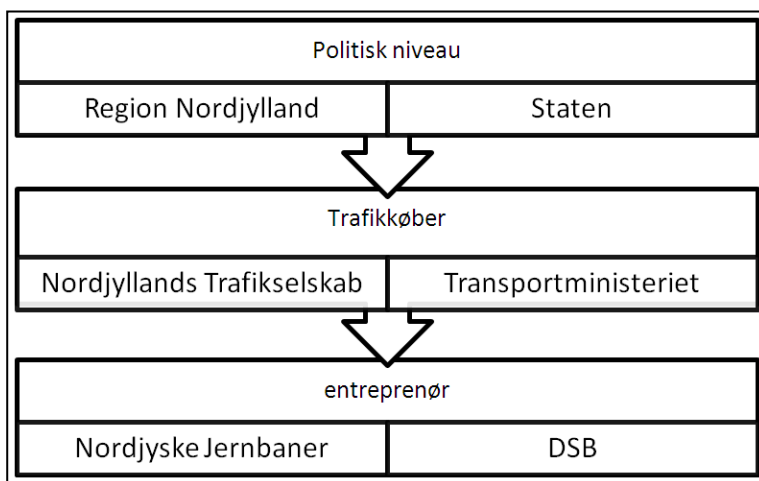 Politisk niveau
Region Nordjylland Staten
Trafikkøber
Nordjyllands Trafikselskab Transportministeriet
entreprenør
Nordjyske Jernbaner DSB